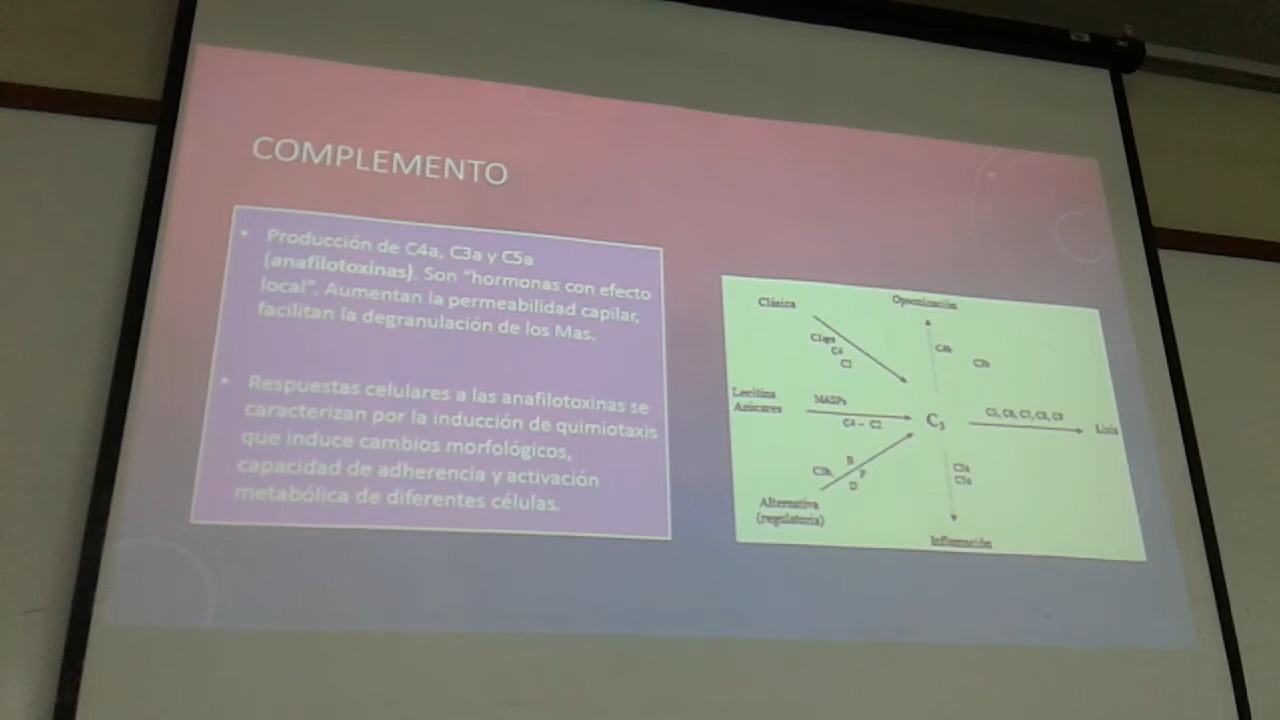 COMPLEMENTO
• Producción de C4a, C3a y C5a
(anafilotoxinas). Son "hormonas con efecto
local". Aumentan la permeabilidad capilar,
facilitan la degranulación de los Mas.
• Respuestas celulares a las anafilotoxinas se
caracterizan por la inducción de quimiotaxis
que induce cambios morfológicos,
capacidad de adherencia y activación
metabólica de diferentes células.
Clásica
Opsonización
C4
C2
C4b
C3b
Lecitina
Azúcares
MASPs
C4 – C2
C3
C5, C6, C7, C8, C9
Lisis
B
P
D
C3a
C5a
Alternativa
(regulatoria)
Inflamación